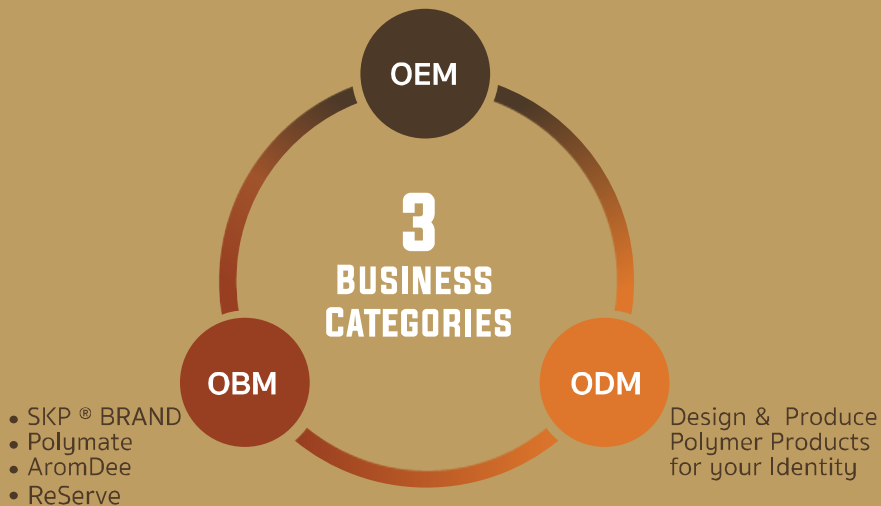 OEM
3
BUSINESS
CATEGORIES
OBM
ODM
• SKP ® BRAND
• Polymate
• AromDee
• ReServe
Design & Produce
Polymer Products
for your Identity